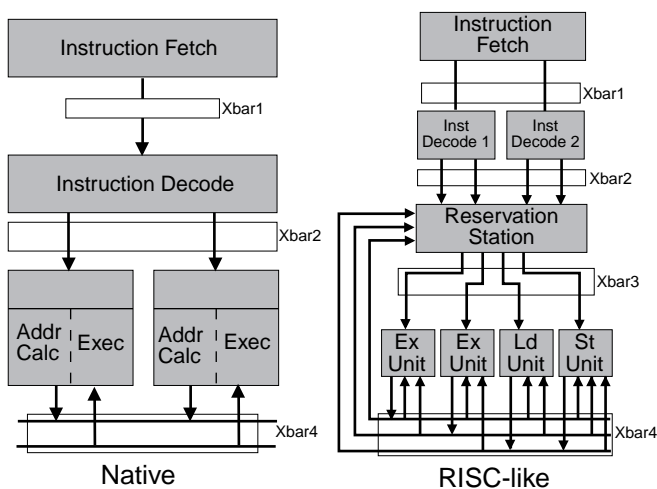 Instruction Fetch
Xbar1
Instruction Decode
Xbar2
Addr
Calc
Exec
Addr
Calc
Exec
Xbar4
Native
Instruction
Fetch
Xbar1
Inst
Decode 1
Inst
Decode 2
Xbar2
Reservation
Station
Xbar3
Ex
Unit
Ex
Unit
Ld
Unit
St
Unit
Xbar4
RISC-like